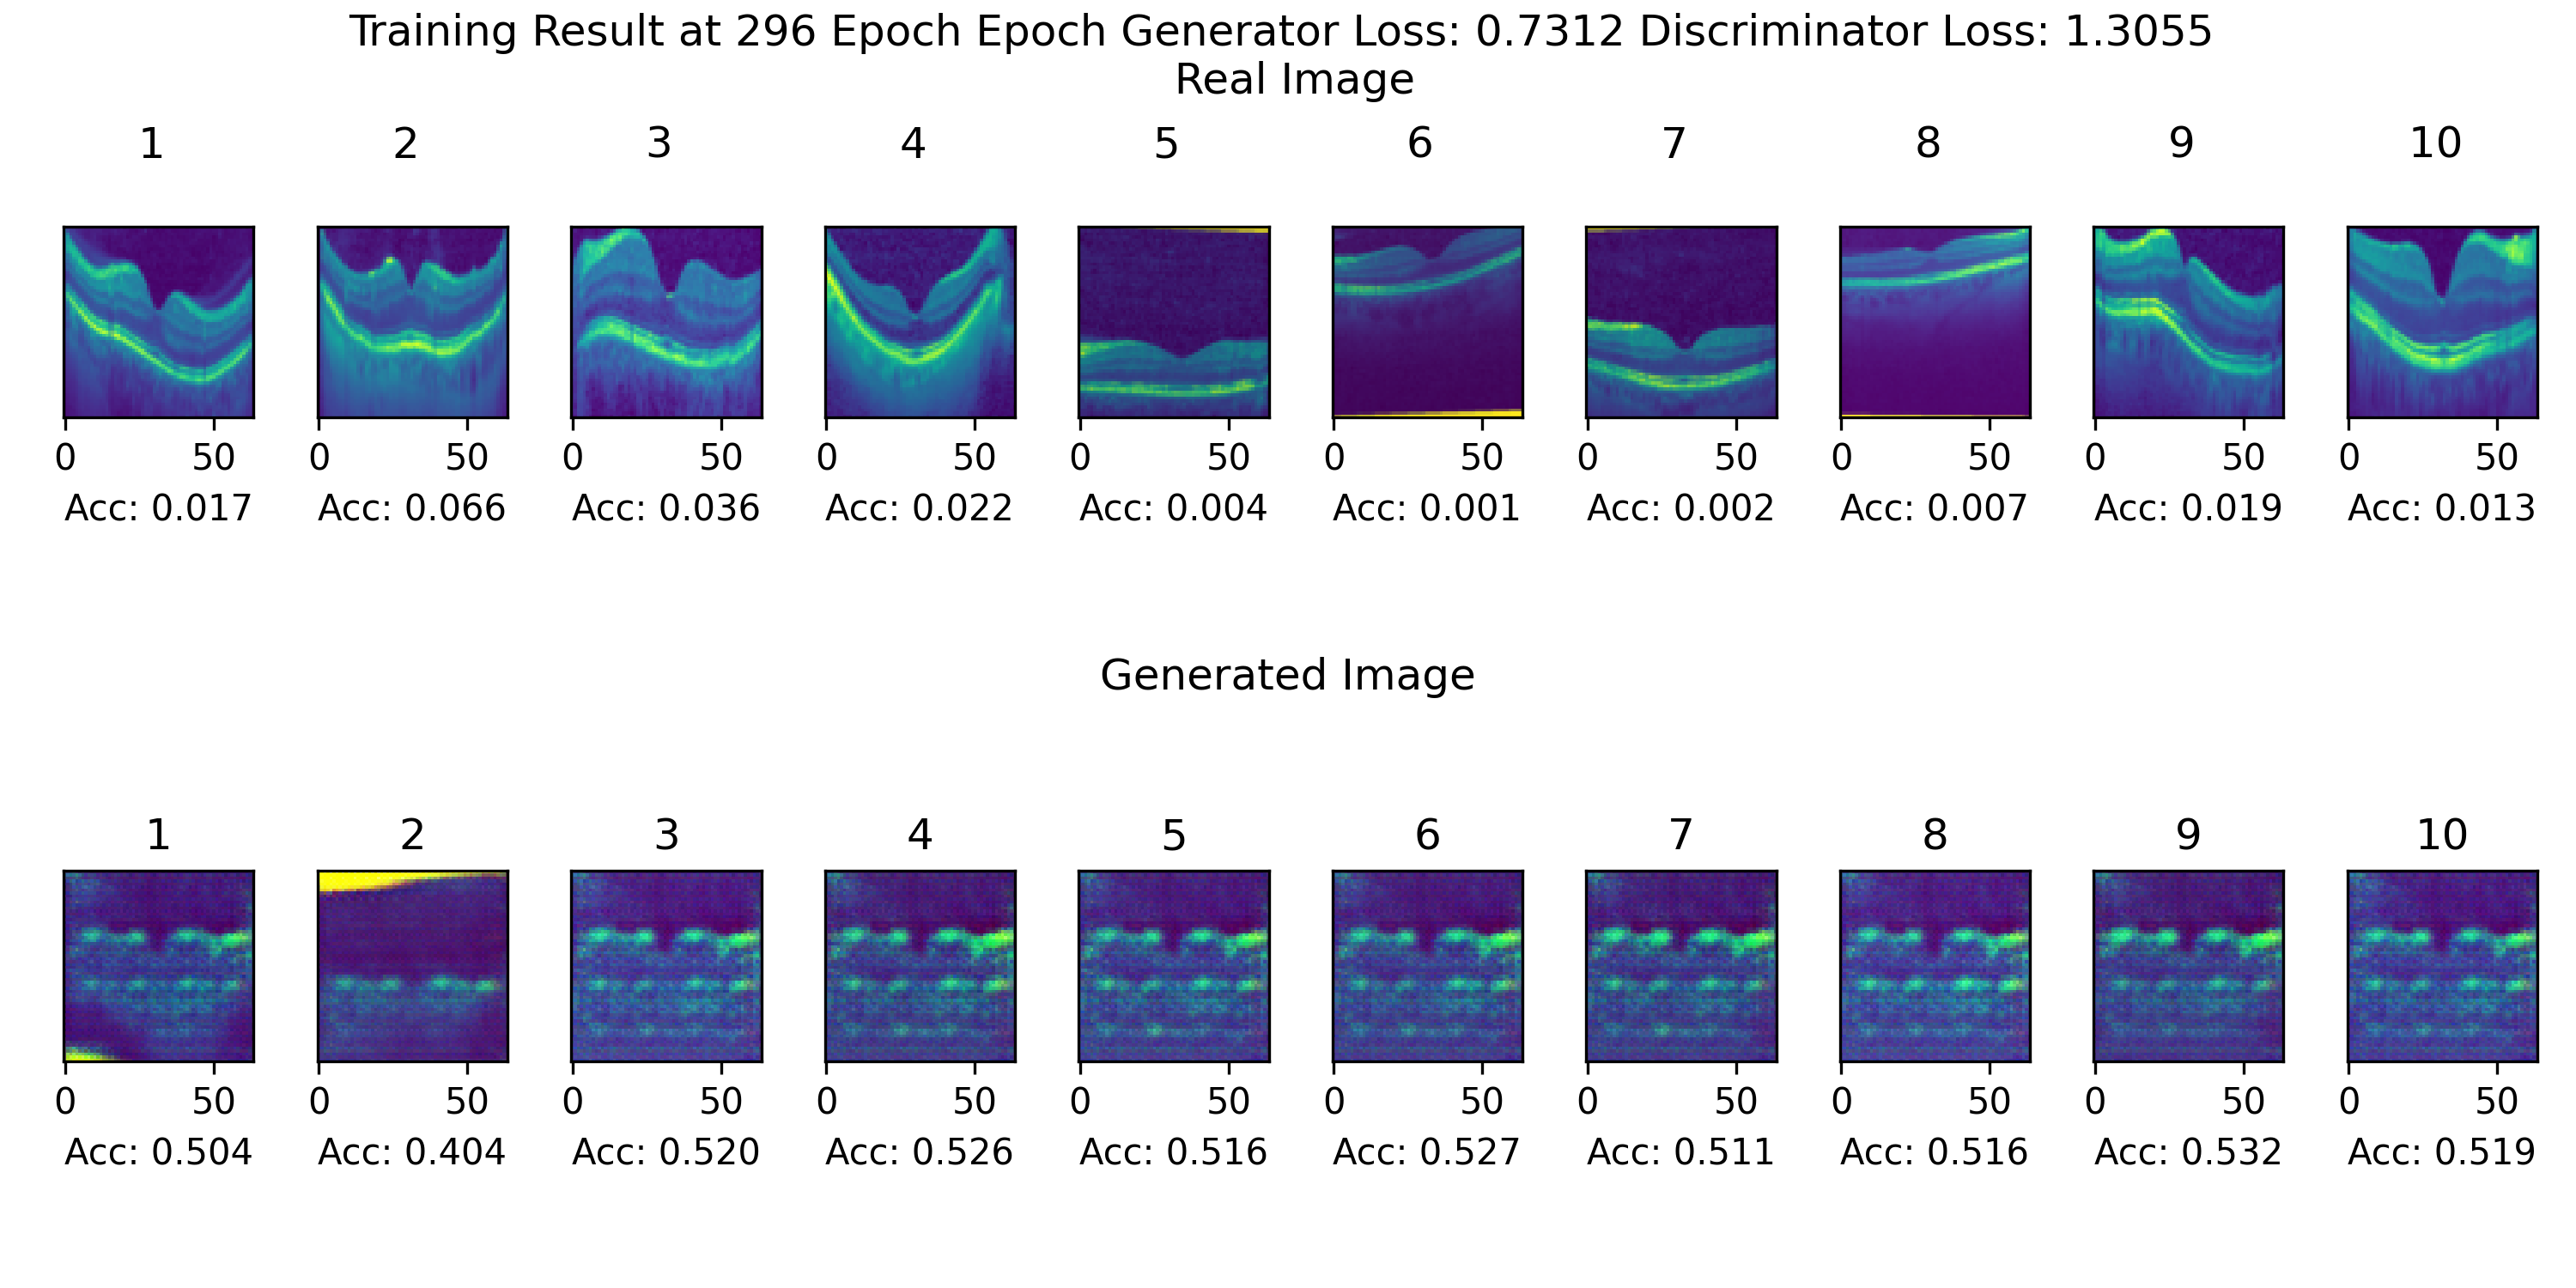 Training Result at 296 Epoch Epoch Generator Loss: 0.7312 Discriminator Loss: 1.3055
Real Image
1 2 3 4 5 6 7 8 9 10
0 50 0 50 0 50 0 50 0 50 0 50 0 50 0 50 0 50 0 50
Acc: 0.017 Acc: 0.066 Acc: 0.036 Acc: 0.022 Acc: 0.004 Acc: 0.001 Acc: 0.002 Acc: 0.007 Acc: 0.019 Acc: 0.013
Generated Image
1 2 3 4 5 6 7 8 9 10
0 50 0 50 0 50 0 50 0 50 0 50 0 50 0 50 0 50 0 50
Acc: 0.504 Acc: 0.404 Acc: 0.520 Acc: 0.526 Acc: 0.516 Acc: 0.527 Acc: 0.511 Acc: 0.516 Acc: 0.532 Acc: 0.519